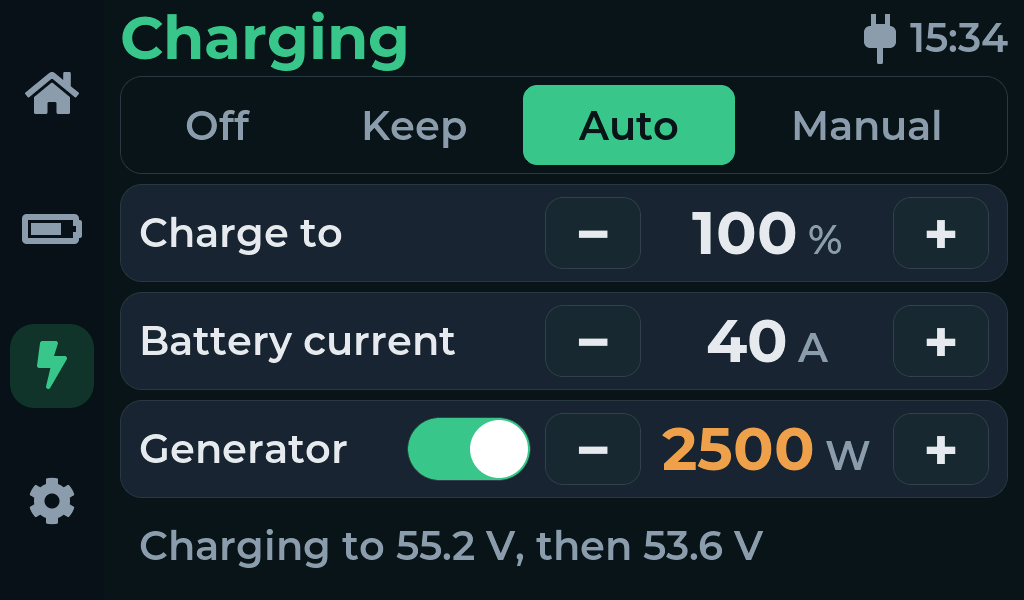 Charging
15:34
Off Keep Auto Manual
Charge to − 100 % +
Battery current − 40 A +
Generator − 2500 W +
Charging to 55.2 V, then 53.6 V